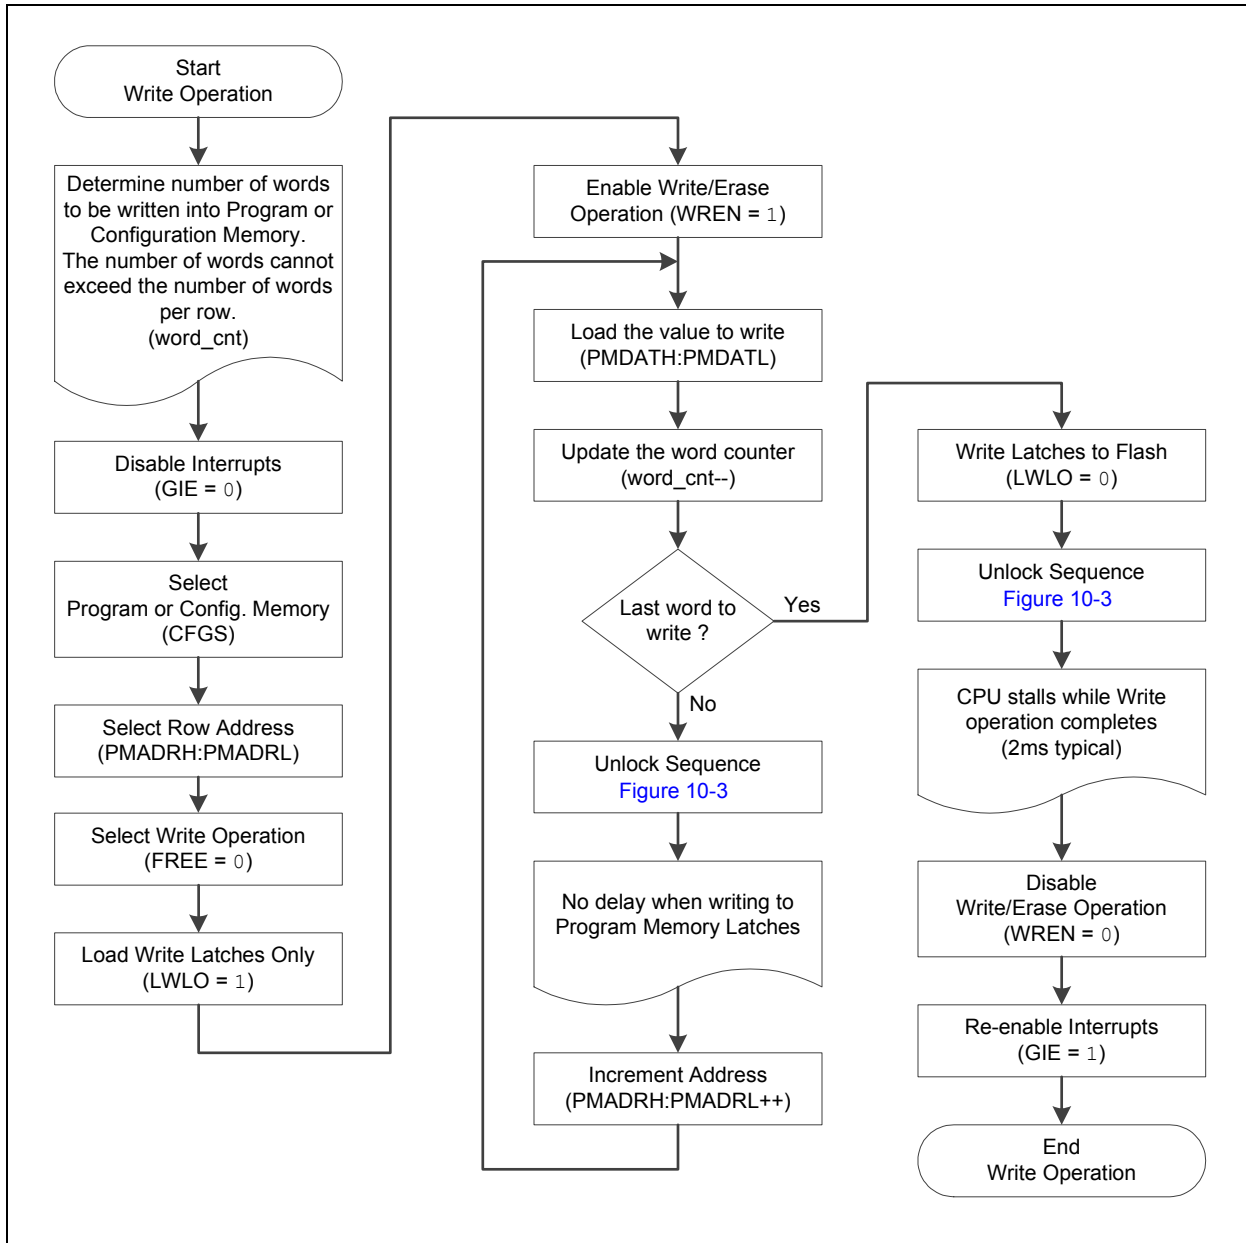 Start
Write Operation
Determine number of words
to be written into Program or
Configuration Memory.
The number of words cannot
exceed the number of words
per row.
(word_cnt)
Disable Interrupts
(GIE = 0)
Select
Program or Config. Memory
(CFGS)
Select Row Address
(PMADRH:PMADRL)
Select Write Operation
(FREE = 0)
Load Write Latches Only
(LWLO = 1)
Enable Write/Erase
Operation (WREN = 1)
Load the value to write
(PMDATH:PMDATL)
Update the word counter
(word_cnt--)
Last word to
write ?
Yes
No
Unlock Sequence
Figure 10-3
No delay when writing to
Program Memory Latches
Increment Address
(PMADRH:PMADRL++)
Write Latches to Flash
(LWLO = 0)
Unlock Sequence
Figure 10-3
CPU stalls while Write
operation completes
(2ms typical)
Disable
Write/Erase Operation
(WREN = 0)
Re-enable Interrupts
(GIE = 1)
End
Write Operation